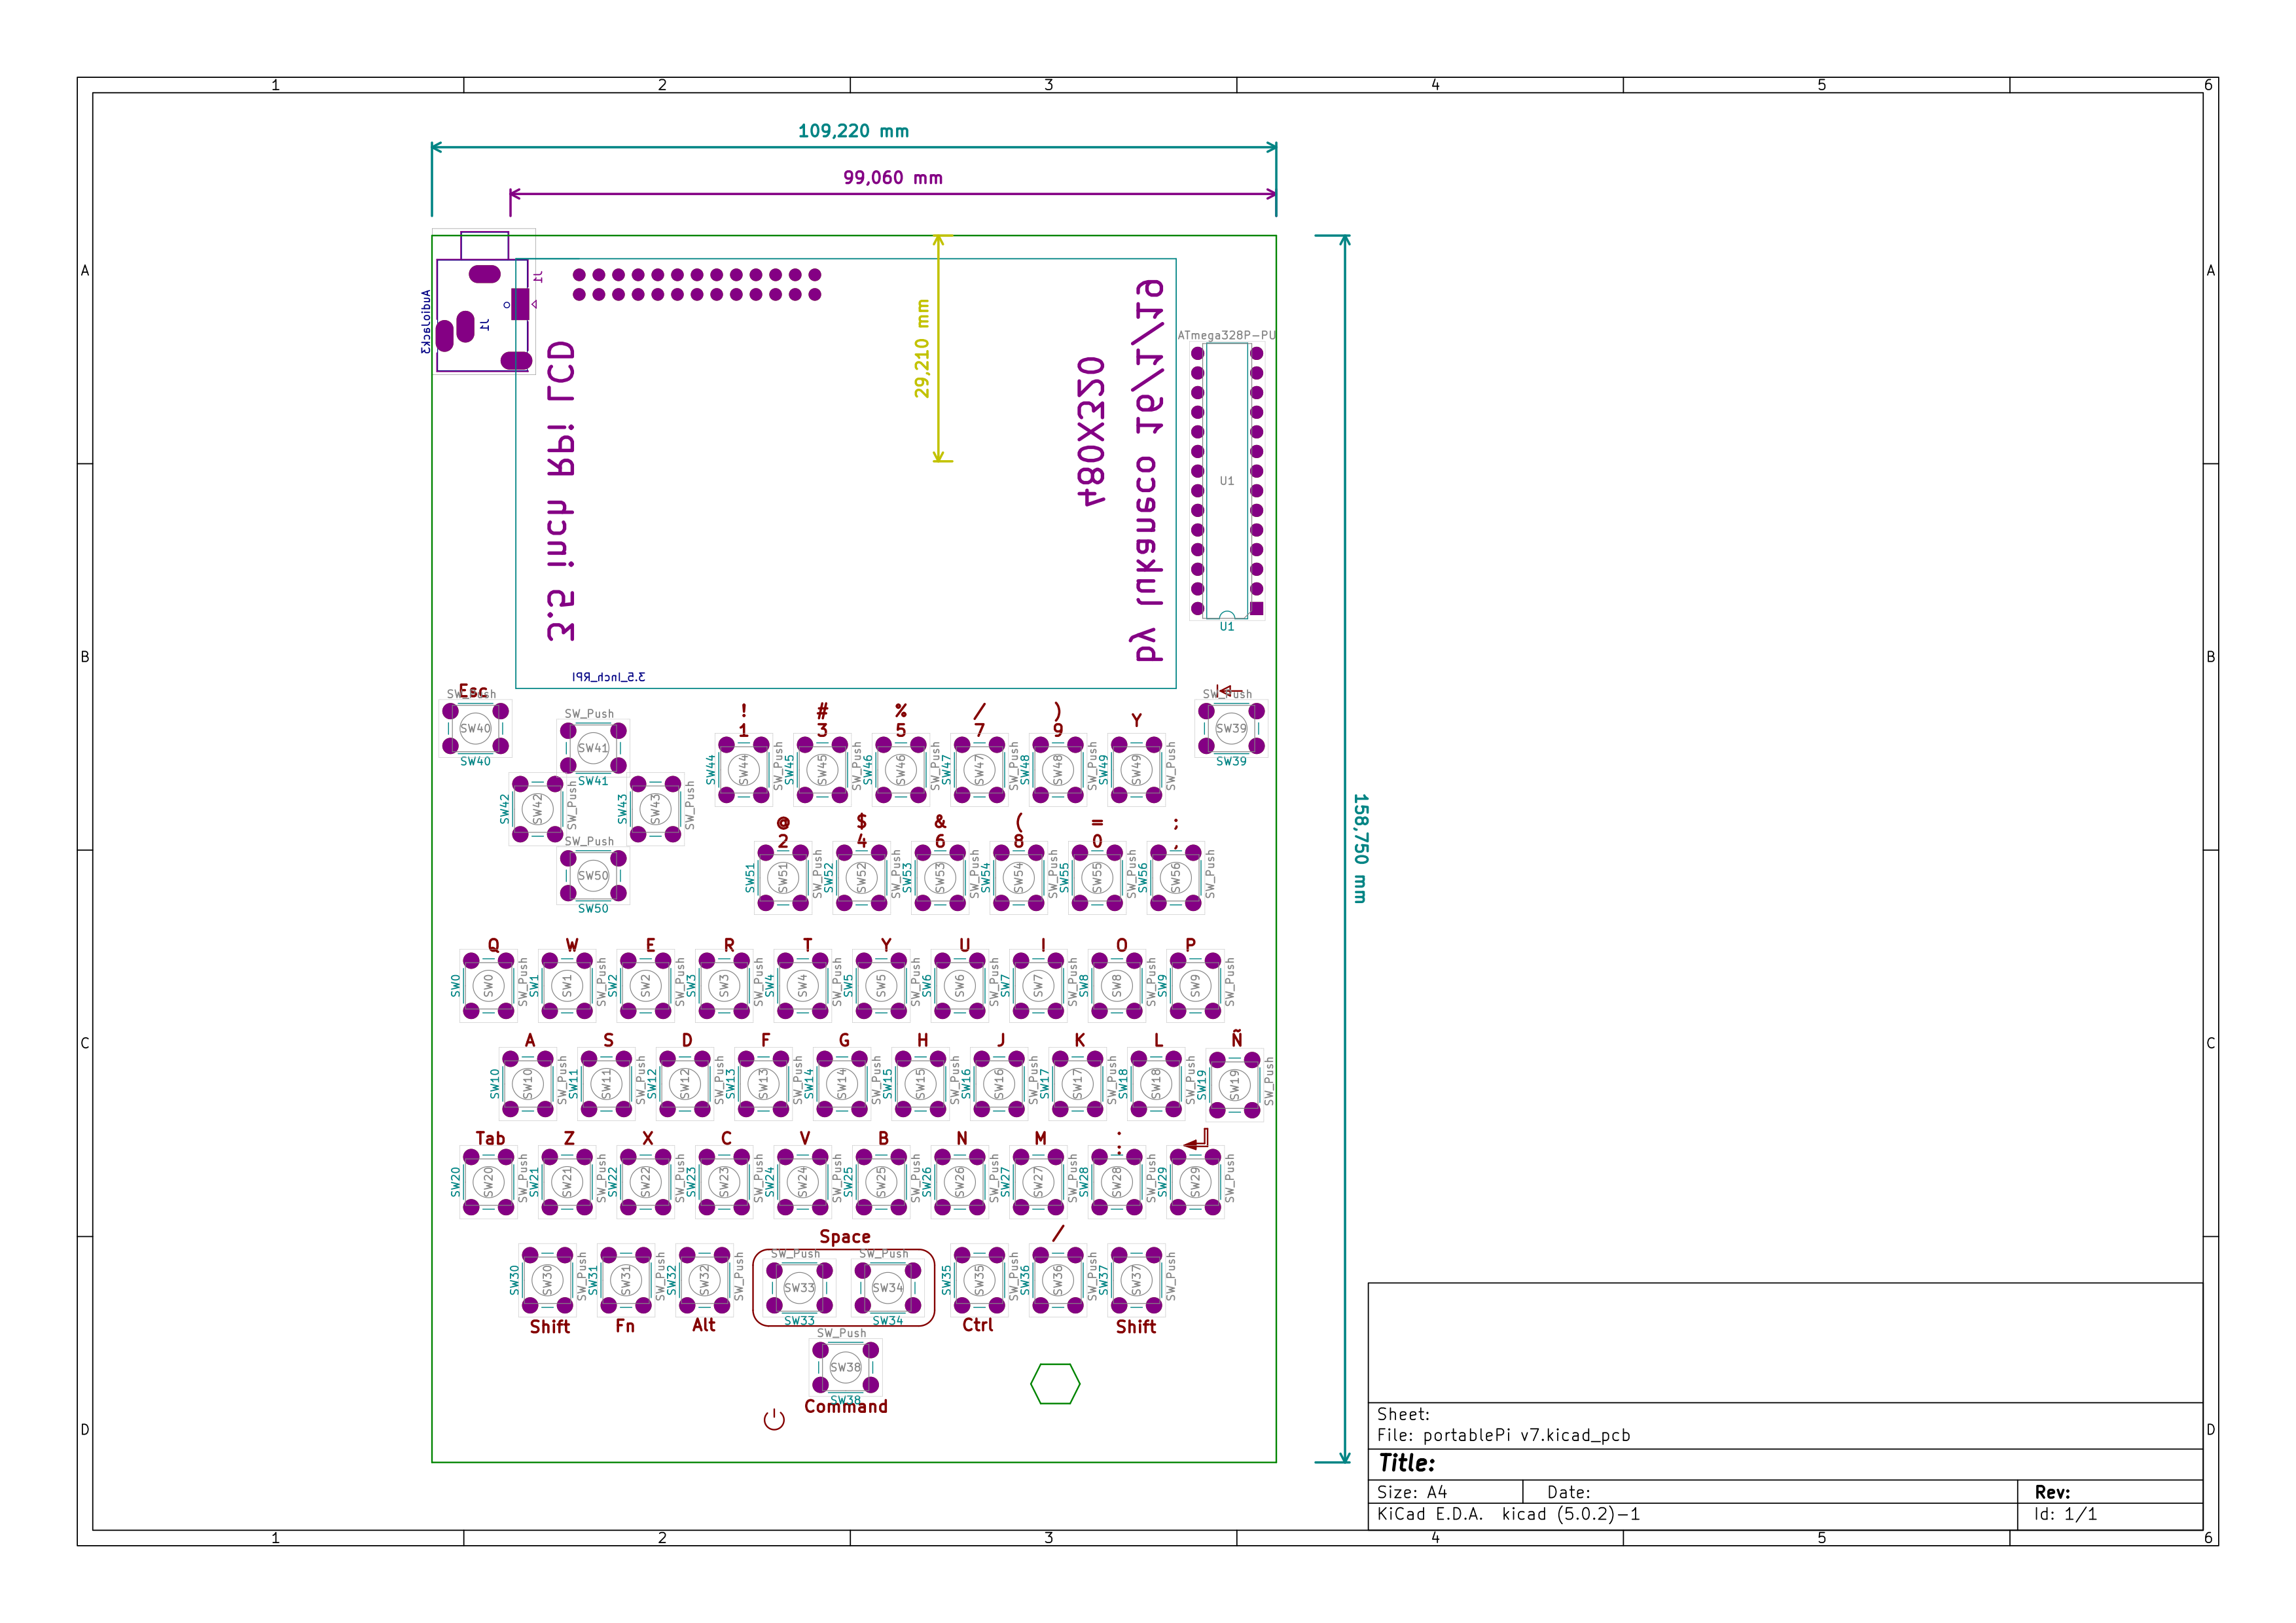 1 2 3 4 5 6
109,220 mm
99,060 mm
A A
J1
AudioJack3
J1
29,210 mm
3.5 inch RPi LCD
480X320
by lukaneco 16/1/19
ATmega328P-PU
U1
U1
B B
3.5_Inch_RPI
Esc
SW_Push SW_Push
SW40 SW39
SW40 SW39
SW_Push
SW41
SW41
SW42 SW42 SW_Push SW43 SW43 SW_Push
SW_Push
SW50
SW50
! # % / )
1 3 5 7 9 Y
SW44 SW44 SW_Push SW45 SW45 SW_Push SW46 SW46 SW_Push SW47 SW47 SW_Push SW48 SW48 SW_Push SW49 SW49 SW_Push
@ $ & ( = ;
2 4 6 8 0 ,
SW51 SW51 SW_Push SW52 SW52 SW_Push SW53 SW53 SW_Push SW54 SW54 SW_Push SW55 SW55 SW_Push SW56 SW56 SW_Push
158,750 mm
Q W E R T Y U I O P
SW0 SW0 SW_Push SW1 SW1 SW_Push SW2 SW2 SW_Push SW3 SW3 SW_Push SW4 SW4 SW_Push SW5 SW5 SW_Push SW6 SW6 SW_Push SW7 SW7 SW_Push SW8 SW8 SW_Push SW9 SW9 SW_Push
C C
A S D F G H J K L Ñ
SW10 SW10 SW_Push SW11 SW11 SW_Push SW12 SW12 SW_Push SW13 SW13 SW_Push SW14 SW14 SW_Push SW15 SW15 SW_Push SW16 SW16 SW_Push SW17 SW17 SW_Push SW18 SW18 SW_Push SW19 SW19 SW_Push
Tab Z X C V B N M :
.
SW20 SW20 SW_Push SW21 SW21 SW_Push SW22 SW22 SW_Push SW23 SW23 SW_Push SW24 SW24 SW_Push SW25 SW25 SW_Push SW26 SW26 SW_Push SW27 SW27 SW_Push SW28 SW28 SW_Push SW29 SW29 SW_Push
Space /
SW_Push SW_Push
SW30 SW30 SW_Push SW31 SW31 SW_Push SW32 SW32 SW_Push SW33 SW34 SW35 SW35 SW_Push SW36 SW36 SW_Push SW37 SW37 SW_Push
SW33 SW34
Shift Fn Alt Ctrl Shift
SW_Push
SW38
SW38
Command
D D
Sheet:
File: portablePi v7.kicad_pcb
Title:
Size: A4 Date: Rev:
KiCad E.D.A. kicad (5.0.2)-1 Id: 1/1
1 2 3 4 5 6